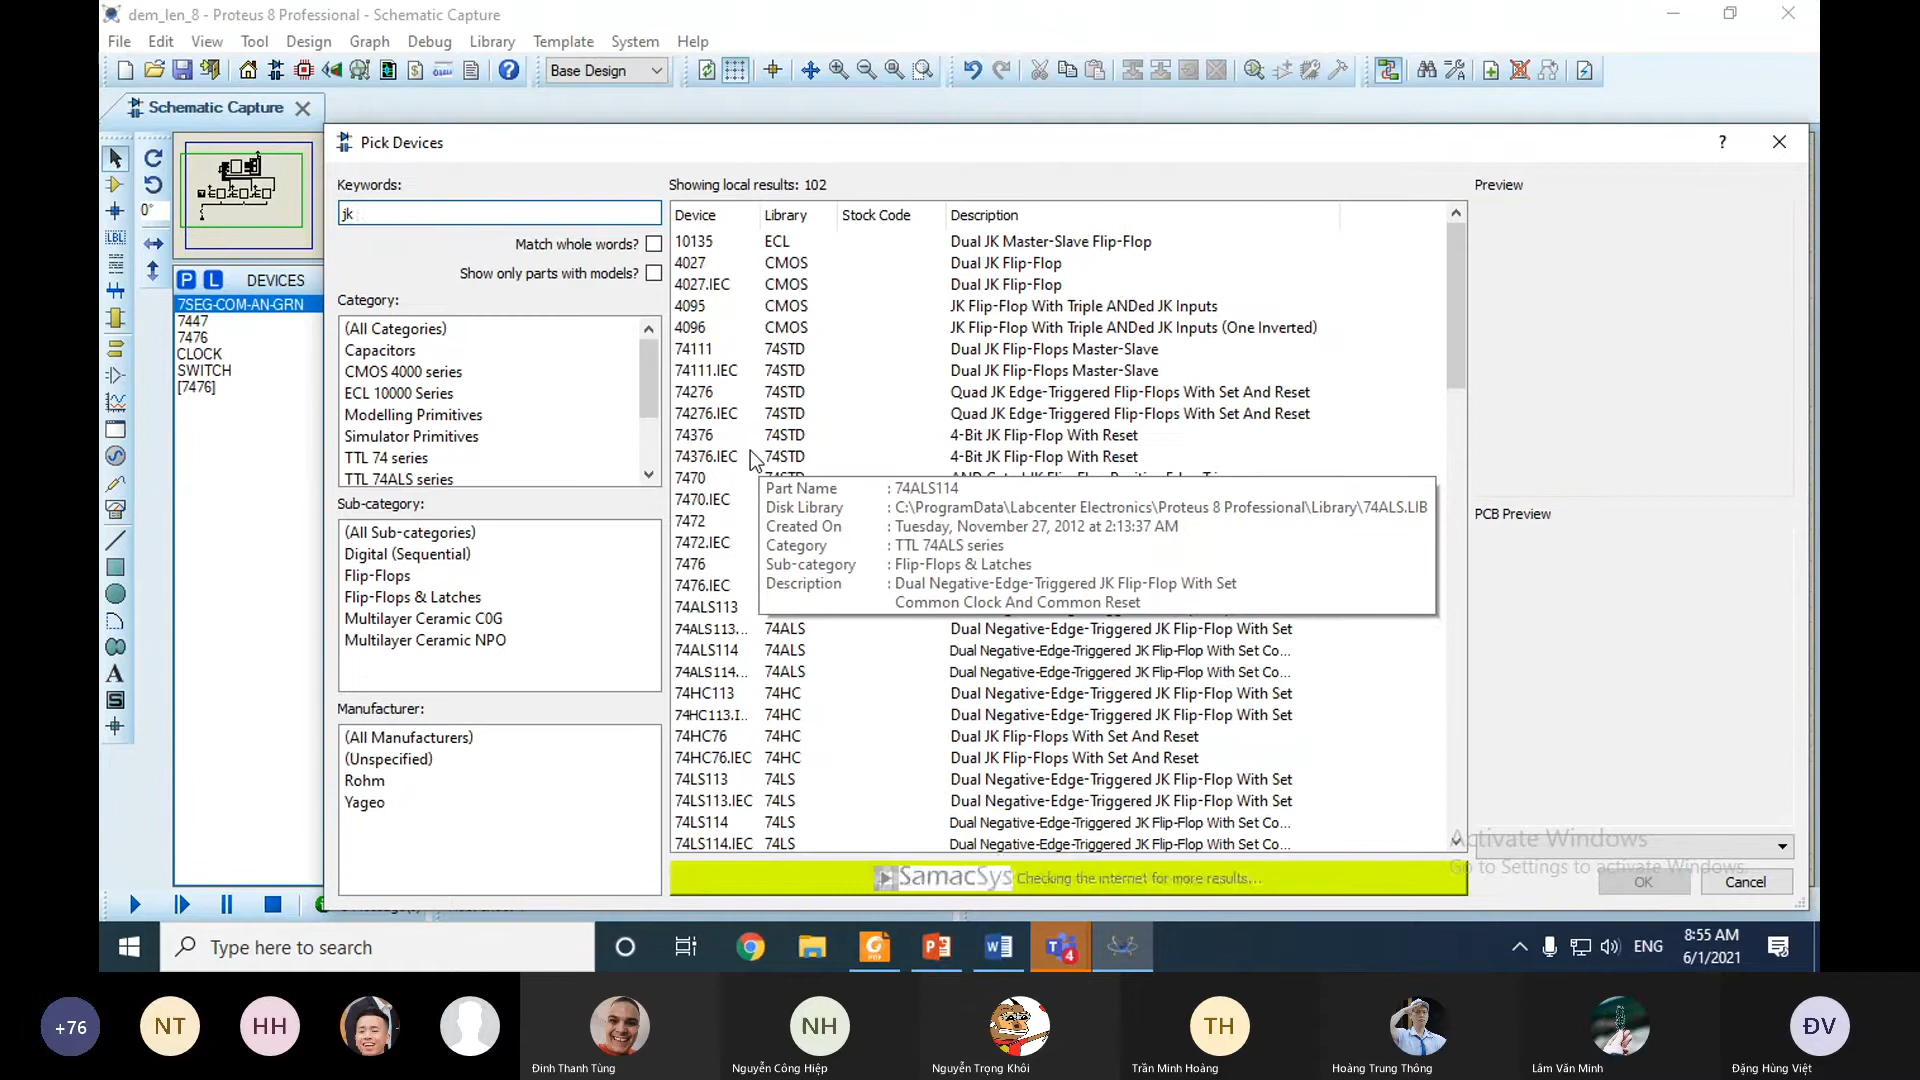 dem_len_8 - Proteus 8 Professional - Schematic Capture
File Edit View Tool Design Graph Debug Library Template System Help
Base Design
Schematic Capture
Pick Devices
?
Keywords:
jk
Match whole words?
Show only parts with models?
Category:
(All Categories)
Capacitors
CMOS 4000 series
ECL 10000 Series
Modelling Primitives
Simulator Primitives
TTL 74 series
TTL 74ALS series
Sub-category:
(All Sub-categories)
Digital (Sequential)
Flip-Flops
Flip-Flops & Latches
Multilayer Ceramic C0G
Multilayer Ceramic NPO
Manufacturer:
(All Manufacturers)
(Unspecified)
Rohm
Yageo
0°
LBL
A
S
P L DEVICES
7SEG-COM-AN-GRN
7447
7476
CLOCK
SWITCH
[7476]
Showing local results: 102
Device Library Stock Code Description
10135 ECL Dual JK Master-Slave Flip-Flop
4027 CMOS Dual JK Flip-Flop
4027.IEC CMOS Dual JK Flip-Flop
4095 CMOS JK Flip-Flop With Triple ANDed JK Inputs
4096 CMOS JK Flip-Flop With Triple ANDed JK Inputs (One Inverted)
74111 74STD Dual JK Flip-Flops Master-Slave
74111.IEC 74STD Dual JK Flip-Flops Master-Slave
74276 74STD Quad JK Edge-Triggered Flip-Flops With Set And Reset
74276.IEC 74STD Quad JK Edge-Triggered Flip-Flops With Set And Reset
74376 74STD 4-Bit JK Flip-Flop With Reset
74376.IEC 74STD 4-Bit JK Flip-Flop With Reset
7470
7470.IEC
7472
7472.IEC
7476
7476.IEC
74ALS113
Part Name : 74ALS114
Disk Library : C:\ProgramData\Labcenter Electronics\Proteus 8 Professional\Library\74ALS.LIB
Created On : Tuesday, November 27, 2012 at 2:13:37 AM
Category : TTL 74ALS series
Sub-category : Flip-Flops & Latches
Description : Dual Negative-Edge-Triggered JK Flip-Flop With Set
Common Clock And Common Reset
74ALS113... 74ALS Dual Negative-Edge-Triggered JK Flip-Flop With Set
74ALS114 74ALS Dual Negative-Edge-Triggered JK Flip-Flop With Set Co...
74ALS114... 74ALS Dual Negative-Edge-Triggered JK Flip-Flop With Set Co...
74HC113 74HC Dual Negative-Edge-Triggered JK Flip-Flop With Set
74HC113.I... 74HC Dual Negative-Edge-Triggered JK Flip-Flop With Set
74HC76 74HC Dual JK Flip-Flops With Set And Reset
74HC76.IEC 74HC Dual JK Flip-Flops With Set And Reset
74LS113 74LS Dual Negative-Edge-Triggered JK Flip-Flop With Set
74LS113.IEC 74LS Dual Negative-Edge-Triggered JK Flip-Flop With Set
74LS114 74LS Dual Negative-Edge-Triggered JK Flip-Flop With Set Co...
74LS114.IEC 74LS Dual Negative-Edge-Triggered JK Flip-Flop With Set Co...
SamacSys Checking the internet for more results...
Preview
PCB Preview
Activate Windows
Go to Settings to activate Windows.
OK Cancel
Type here to search
4
ENG
8:55 AM
6/1/2021
+76 NT HH NH TH ĐV
Đinh Thanh Tùng Nguyễn Công Hiệp Nguyễn Trọng Khôi Trần Minh Hoàng Hoàng Trung Thông Lâm Văn Minh Đặng Hùng Việt